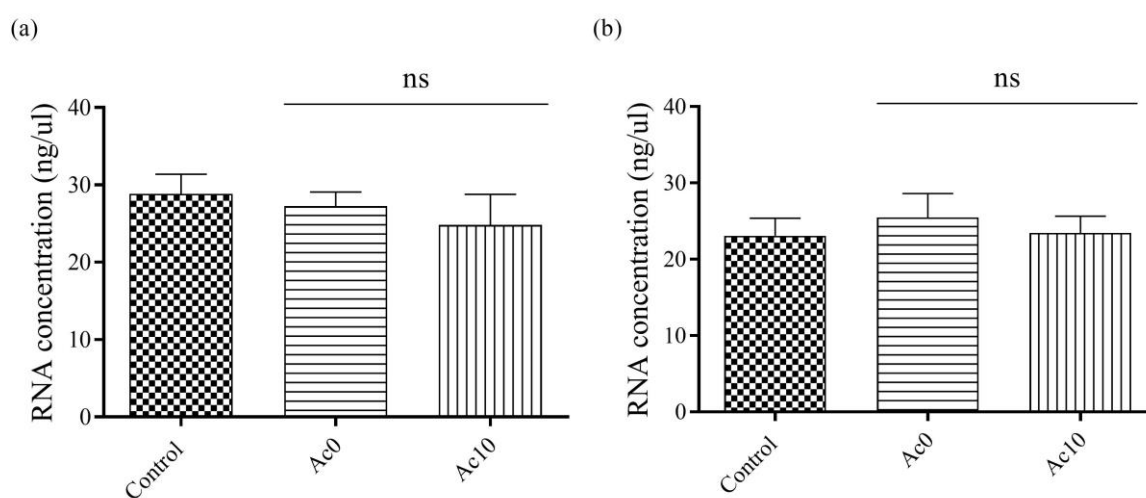 (a)
ns
RNA concentration (ng/ul)
40
30
20
10
0
Control
Ac0
Ac10
(b)
ns
RNA concentration (ng/ul)
40
30
20
10
0
Control
Ac0
Ac10